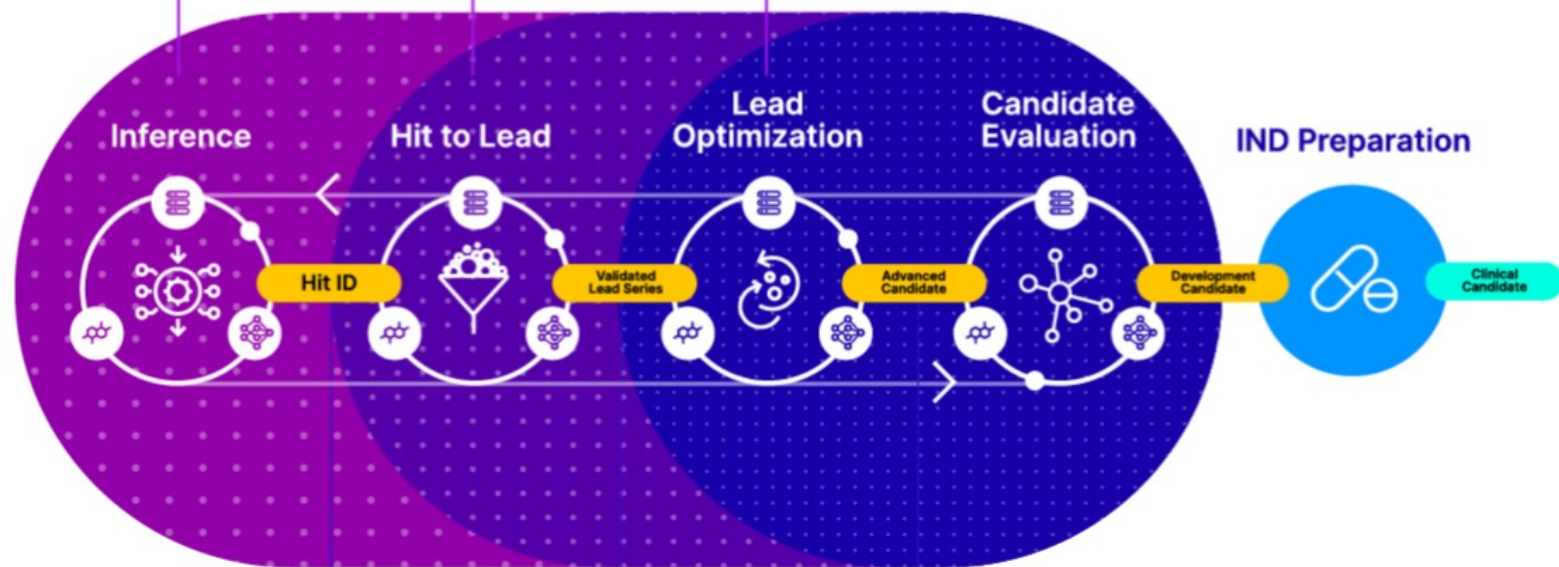 Inference
Hit to Lead
Lead
Optimization
Candidate
Evaluation
IND Preparation
Hit ID
Validated
Lead Series
Advanced
Candidate
Development
Candidate
Clinical
Candidate